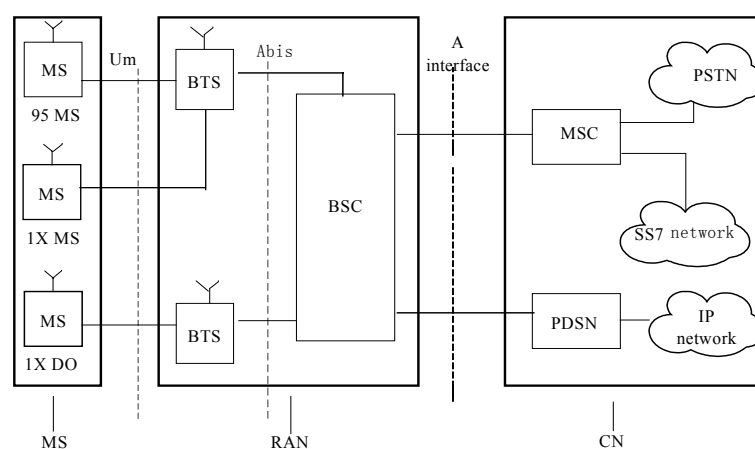 MS
95 MS
MS
1X MS
MS
1X DO
MS
Um
BTS
Abis
BSC
BTS
RAN
A
interface
MSC
PSTN
SS7 network
PDSN
IP
network
CN